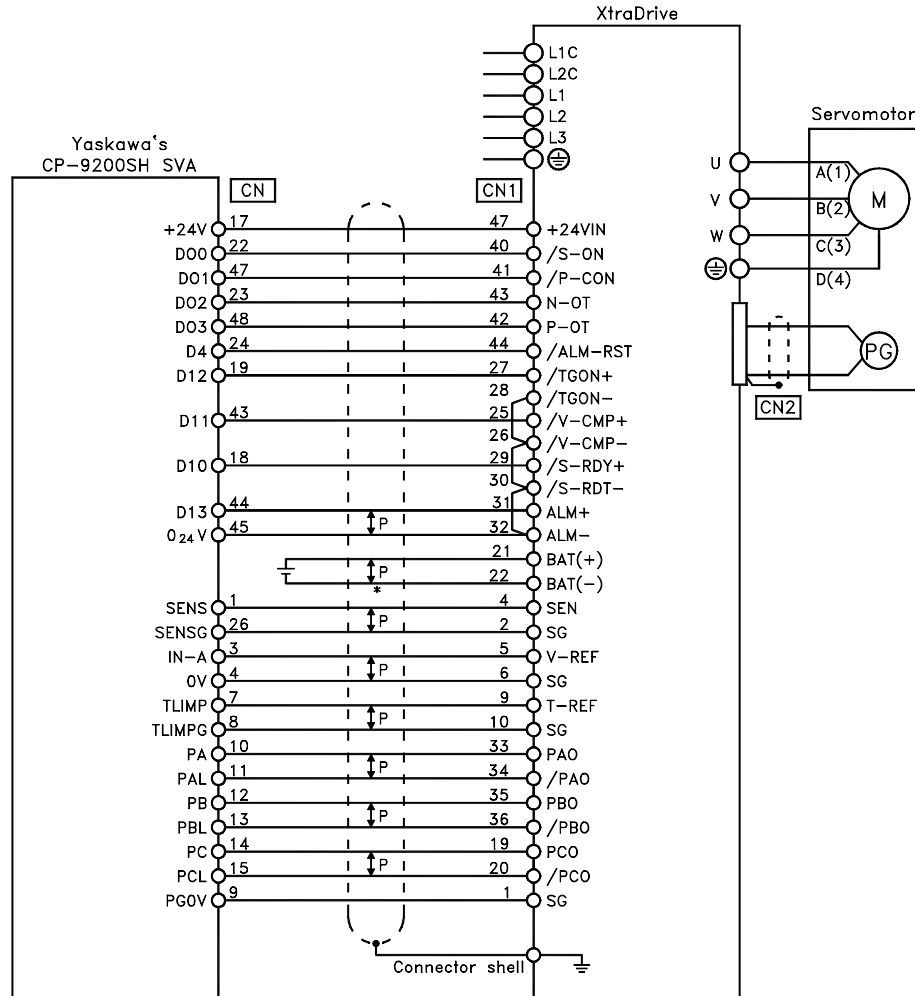 XtraDrive
L1C
L2C
L1
L2
L3
Servomotor
Yaskawa's
CP-9200SH SVA
CN
CN1
U A(1)
V B(2) M
W C(3)
D(4)
+24V 17 47 +24VIN
DO0 22 40 /S-ON
DO1 47 41 /P-CON
DO2 23 43 N-OT
DO3 48 42 P-OT
D4 24 44 /ALM-RST
D12 19 27 /TGON+
28 /TGON-
D11 43 25 /V-CMP+
26 /V-CMP-
D10 18 29 /S-RDY+
30 /S-RDT-
D13 44 31 ALM+
P
024V 45 32 ALM-
21 BAT(+)
P
22 BAT(-)
*
SENS 1 4 SEN
P
SENSG 26 2 SG
IN-A 3 5 V-REF
P
0V 4 6 SG
TLIMP 7 9 T-REF
P
TLIMPG 8 10 SG
PA 10 33 PAO
P
PAL 11 34 /PAO
PB 12 35 PBO
P
PBL 13 36 /PBO
PC 14 19 PCO
P
PCL 15 20 /PCO
PG0V 9 1 SG
Connector shell
PG
CN2